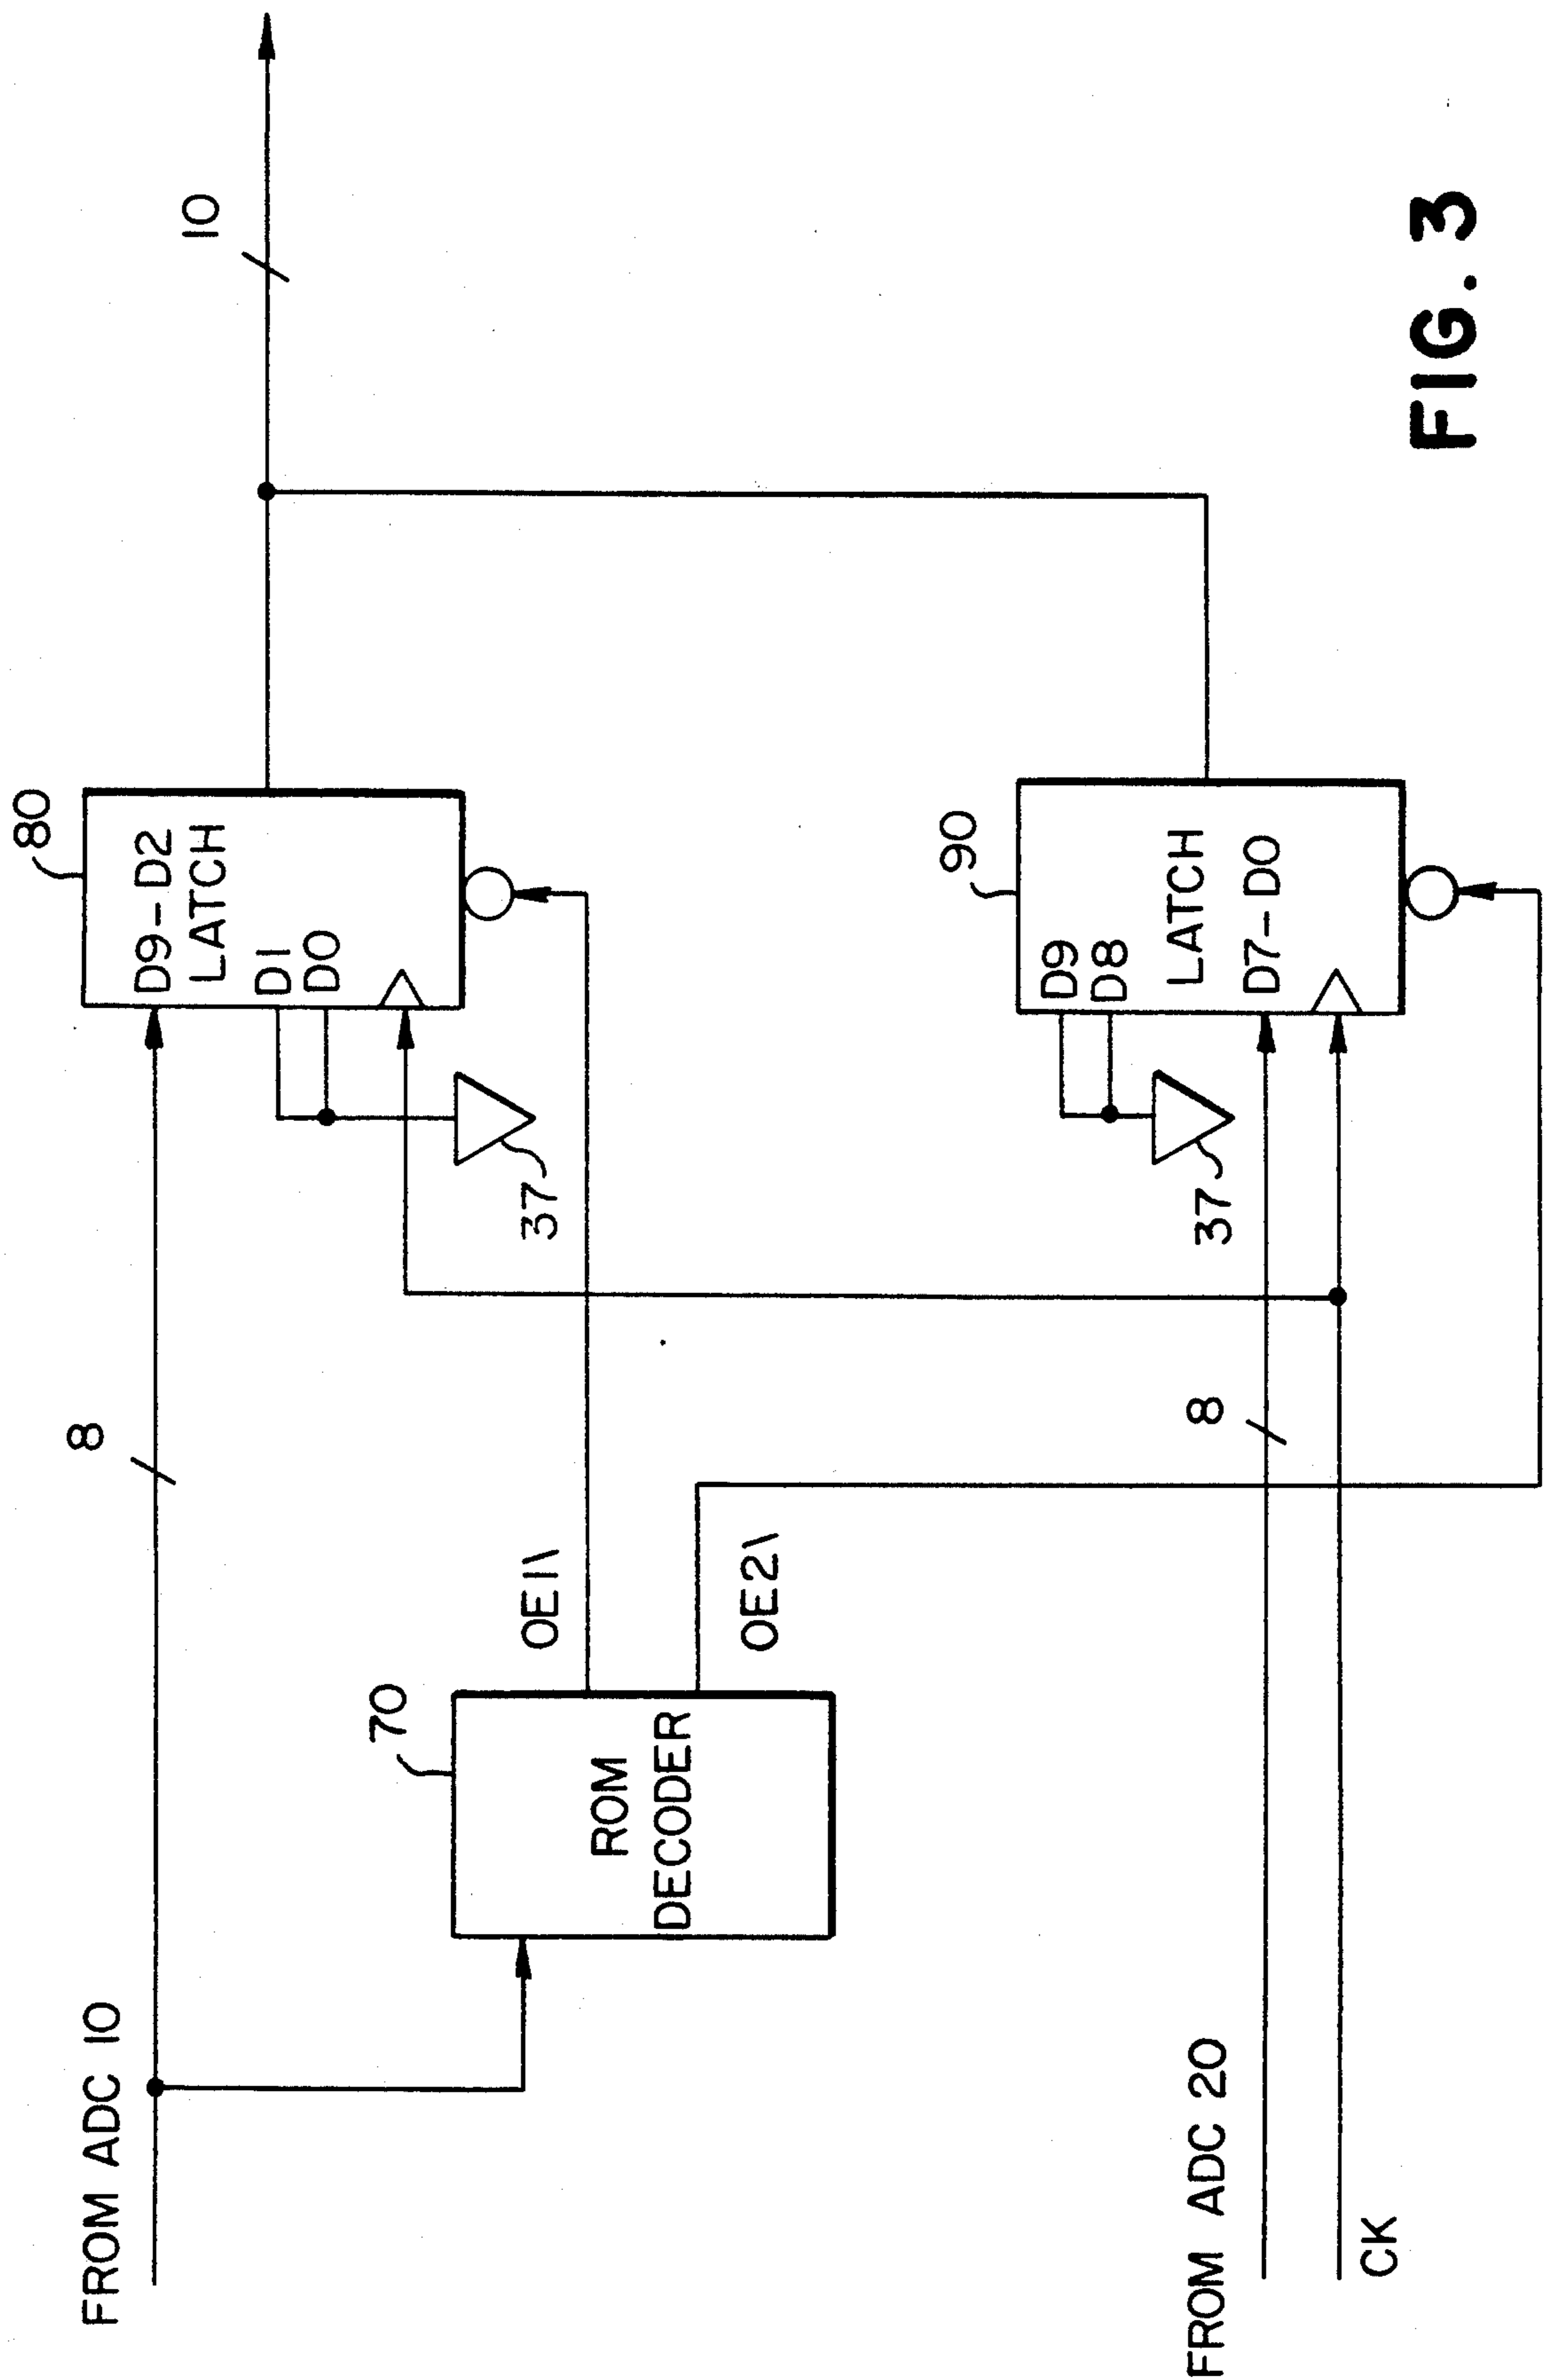 FROM ADC 10
8
10
80
D9-D2
LATCH
D1
D0
37
70
ROM
DECODER
OE1\
OE2\
90
D9
D8
LATCH
D7-D0
37
FROM ADC 20
8
CK
FIG. 3